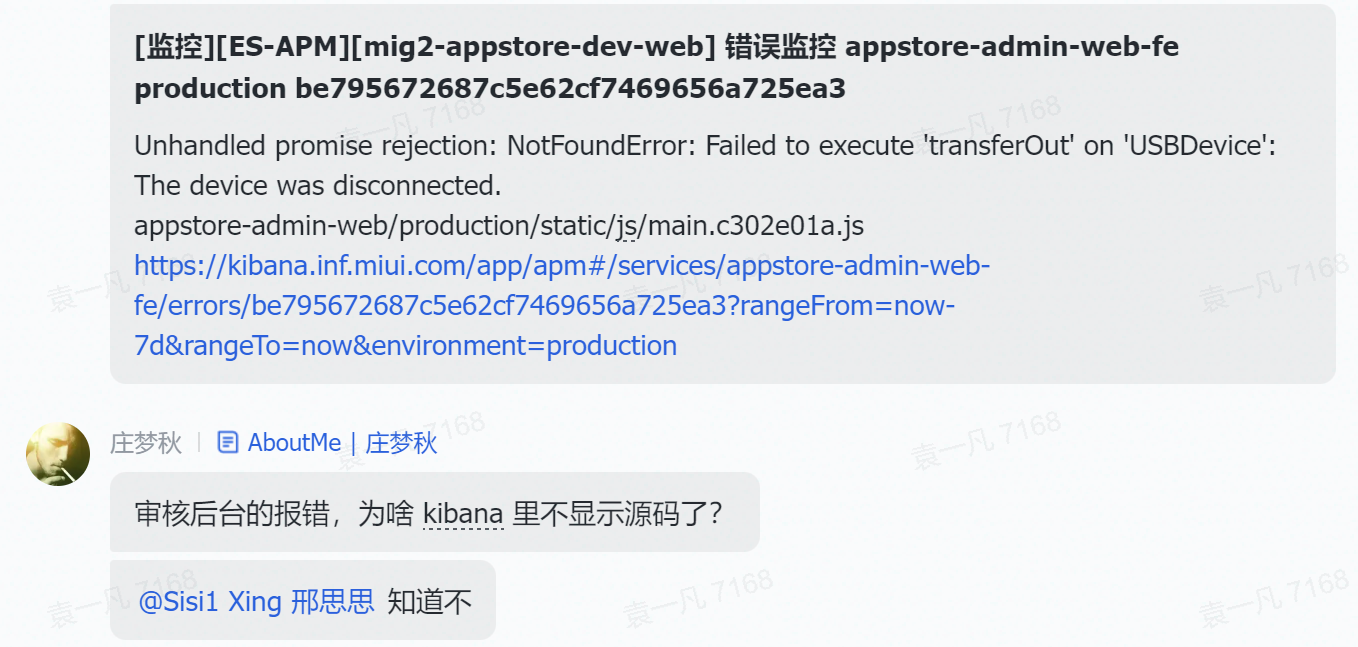 [监控][ES-APM][mig2-appstore-dev-web] 错误监控 appstore-admin-web-fe
production be795672687c5e62cf7469656a725ea3
Unhandled promise rejection: NotFoundError: Failed to execute 'transferOut' on 'USBDevice':
The device was disconnected.
appstore-admin-web/production/static/js/main.c302e01a.js
https://kibana.inf.miui.com/app/apm#/services/appstore-admin-web-
fe/errors/be795672687c5e62cf7469656a725ea3?rangeFrom=now-
7d&rangeTo=now&environment=production
庄梦秋 | AboutMe | 庄梦秋
审核后台的报错，为啥 kibana 里不显示源码了？
@Sisi1 Xing 邢思思 知道不
袁一凡 7168
袁一凡 7168
袁一凡 7168
袁一凡 7168
袁一凡 7168
袁一凡 7168
袁一凡 7168
袁一凡 7168
袁一凡 7168
袁一凡 7168